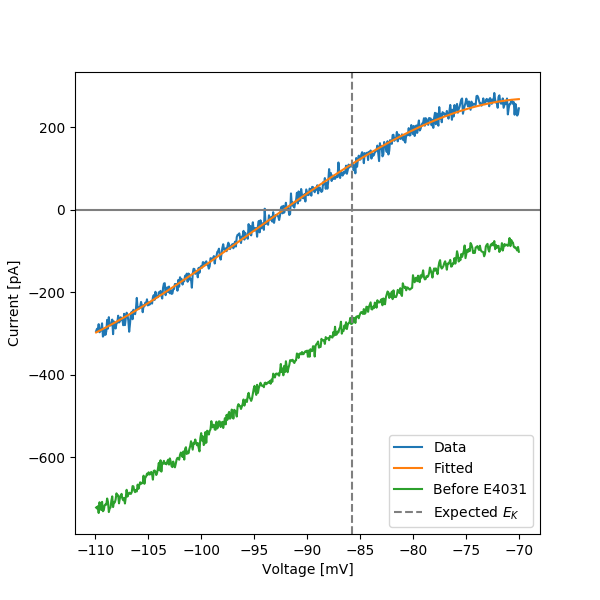 200
0
−200
−400
−600
Current [pA]
−110 −105 −100 −95 −90 −85 −80 −75 −70
Voltage [mV]
Data
Fitted
Before E4031
Expected E_K